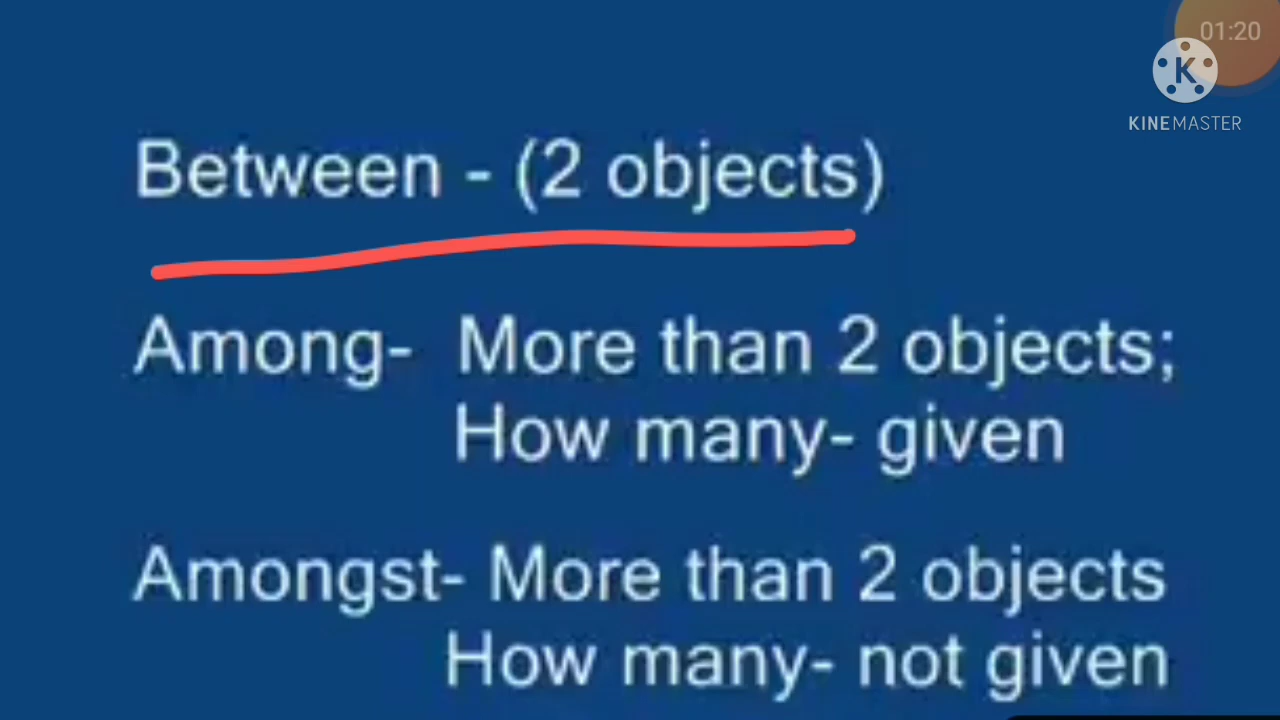 01:20
K
KINEMASTER
Between - (2 objects)
Among- More than 2 objects;
How many- given
Amongst- More than 2 objects
How many- not given